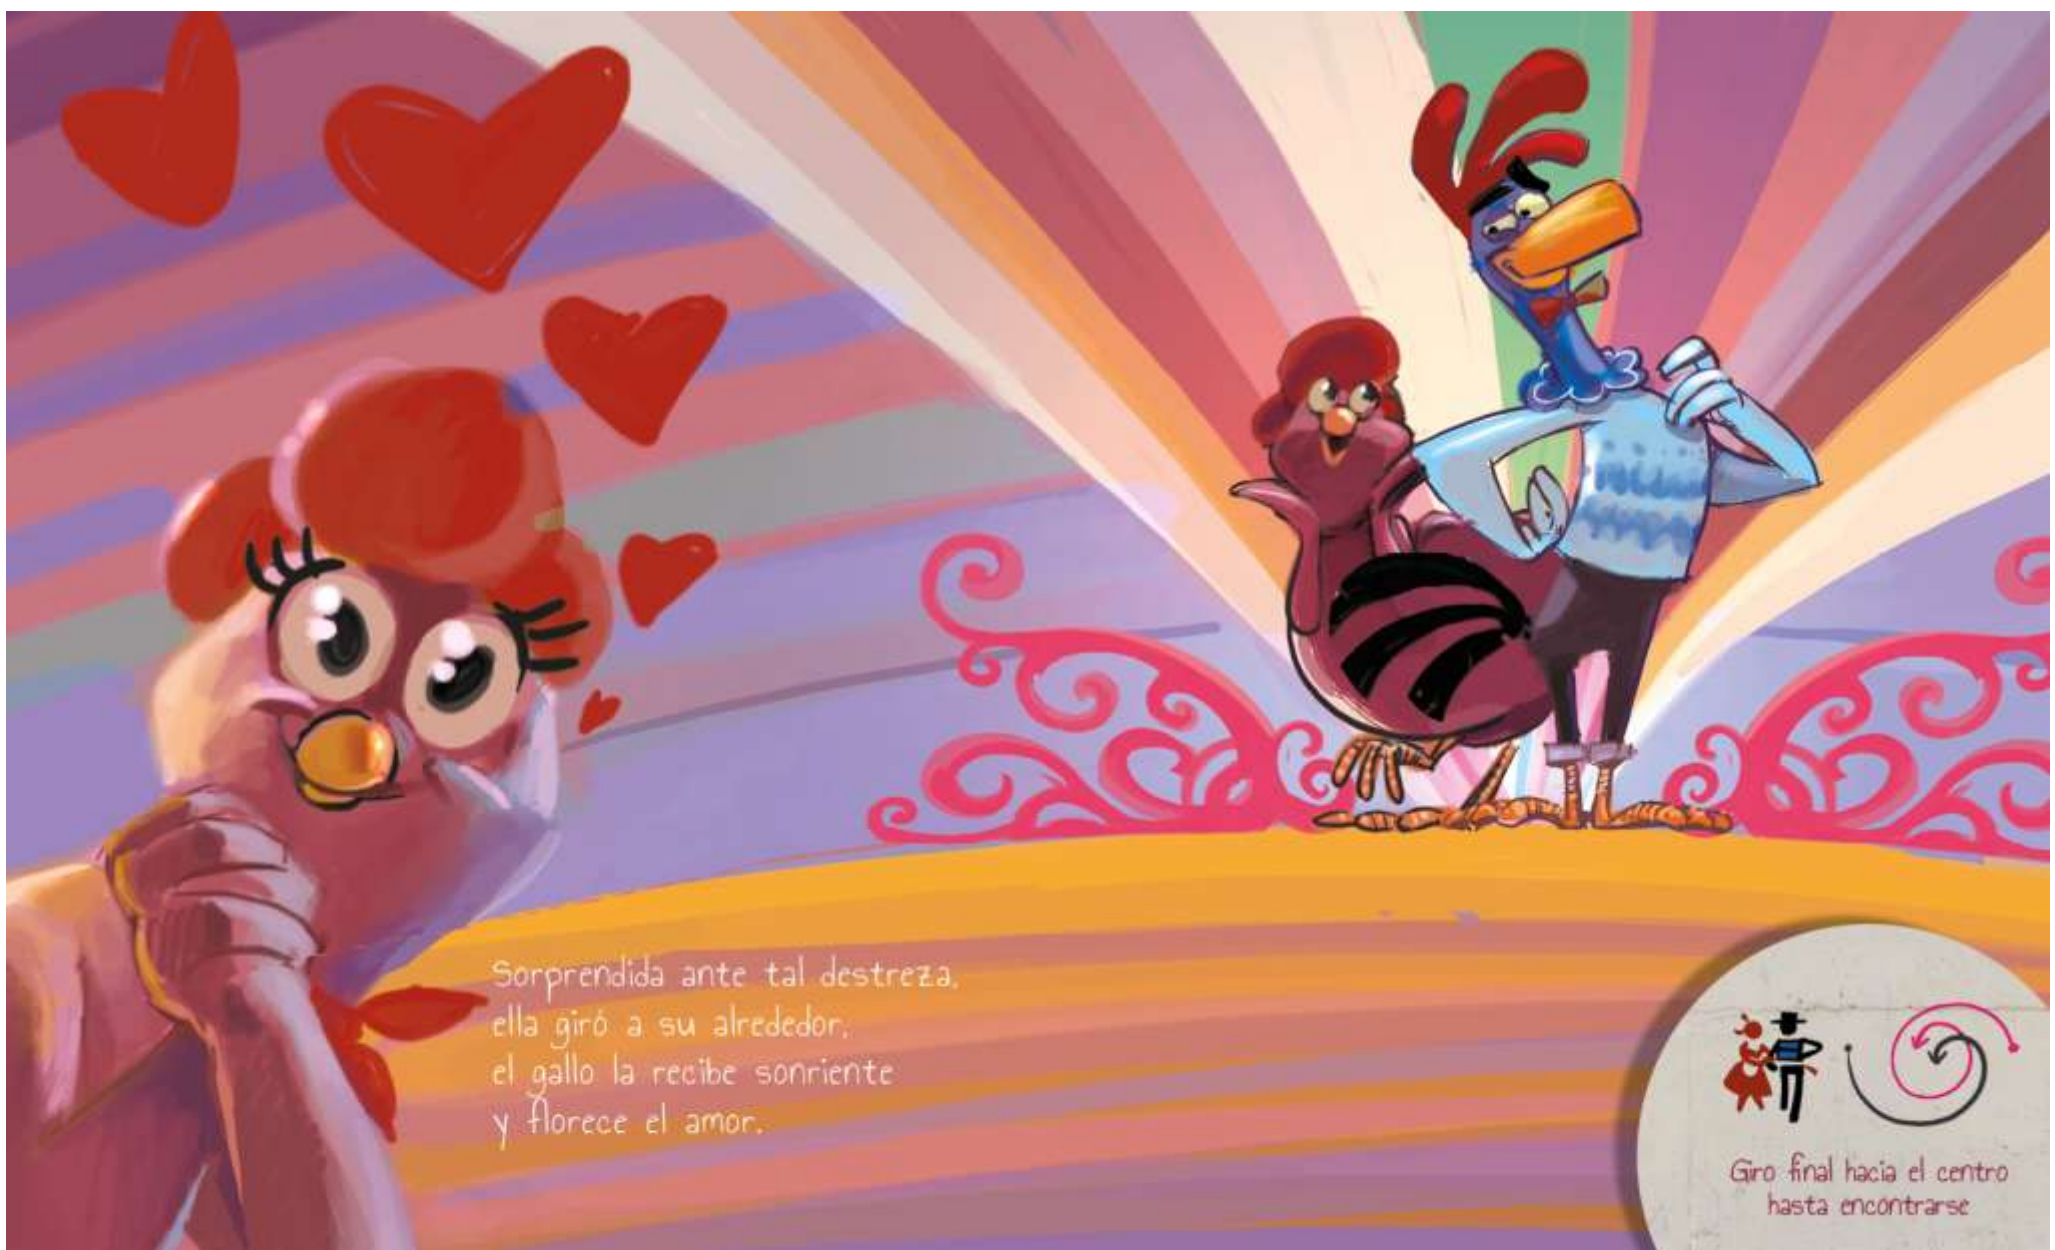 Sorprendida ante tal destreza,
ella giró a su alrededor,
el gallo la recibe sonriente
y florece el amor.
Giro final hacia el centro
hasta encontrarse